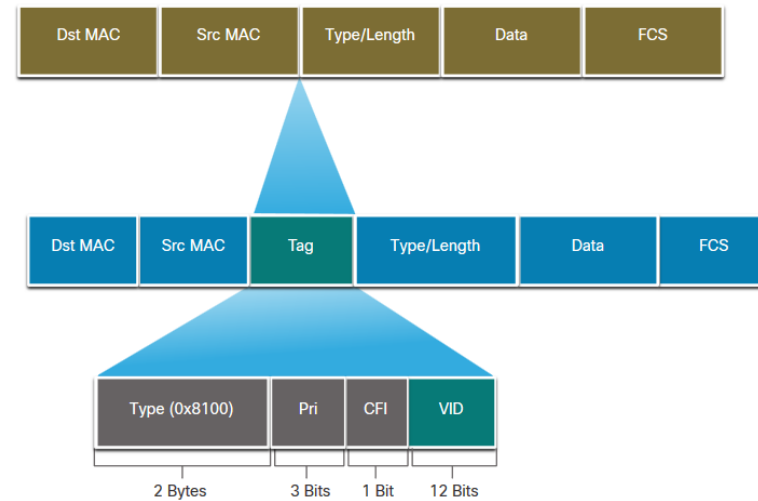 Dst MAC Src MAC Type/Length Data FCS
Dst MAC Src MAC Tag Type/Length Data FCS
Type (0x8100) Pri CFI VID
2 Bytes 3 Bits 1 Bit 12 Bits